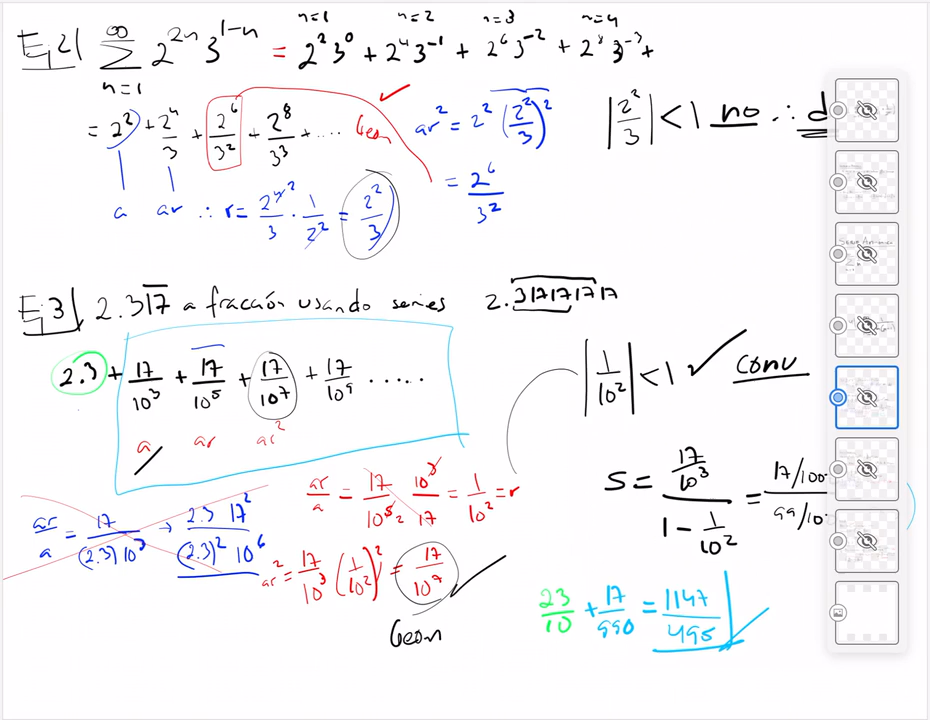 Ej 2| ∑_{n=1}^{∞} 2^{2n} 3^{1-n} = 2^2 3^0 + 2^4 3^{-1} + 2^6 3^{-2} + 2^8 3^{-3} +
n=1 n=2 n=3 n=4
= 2^2 + 2^4/3 + 2^6/3^2 + 2^8/3^3 + .... Geom
a ar ∴ r = 2^4/3 · 1/2^2 = 2^2/3
ar^2 = 2^2 (2^2/3)^2
= 2^6/3^2
|2^2/3| < 1 no ∴ d
Ej 3| 2.3\overline{17} a fracción usando series 2.317171717
2.3 + 17/10^3 + 17/10^5 + 17/10^7 + 17/10^9 .....
a ar ar^2
|1/10^2| < 1 ✓ conv
ar/a = 17/(2.3)10^3 → 2.3 17^2/(2.3)^2 10^6
ar/a = 17/10^5 · 10^3/17 = 1/10^2 = r
ar^2 = 17/10^3 (1/10^2)^2 = 17/10^7 ✓
Geom
S = (17/10^3)/(1 - 1/10^2) = (17/100)/(99/10)
23/10 + 17/990 = 1147/495